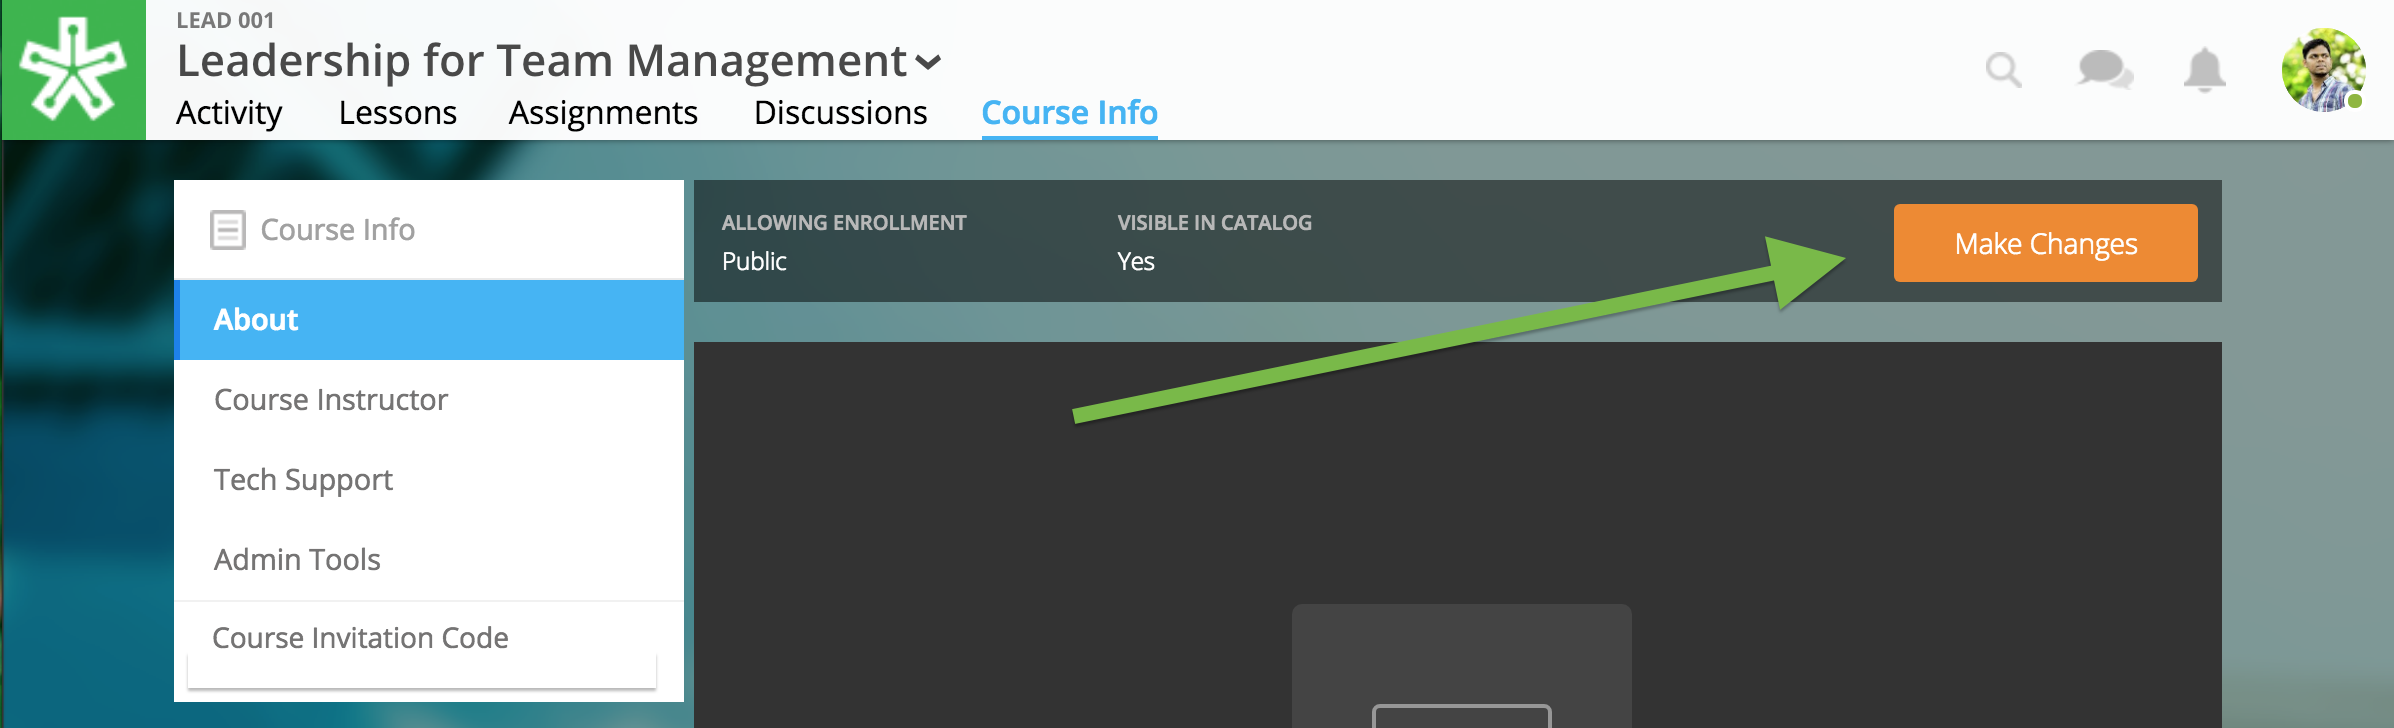 LEAD 001
Leadership for Team Management
Activity Lessons Assignments Discussions Course Info
Course Info
About
Course Instructor
Tech Support
Admin Tools
Course Invitation Code
ALLOWING ENROLLMENT
Public
VISIBLE IN CATALOG
Yes
Make Changes